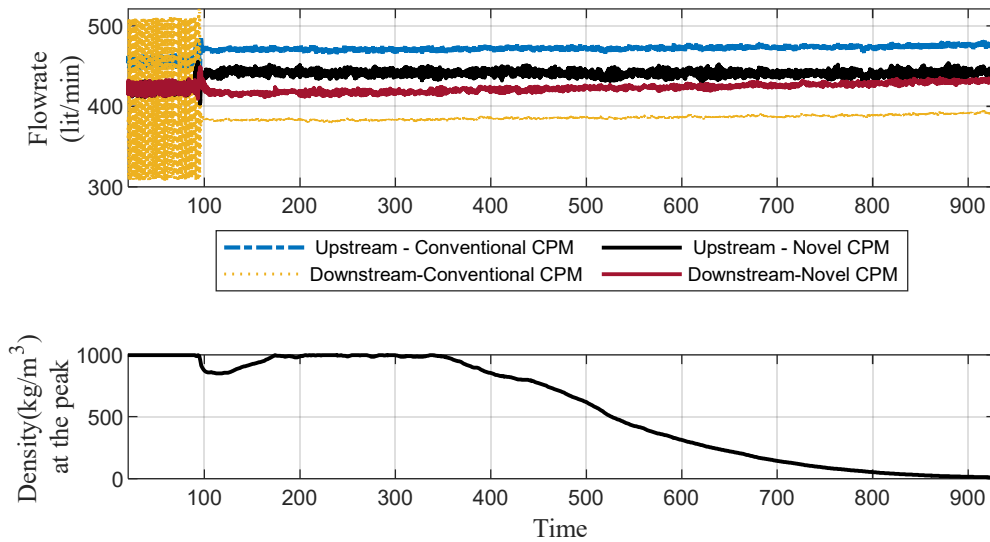 500
400
300
Flowrate
(lit/min)
100 200 300 400 500 600 700 800 900
Upstream - Conventional CPM Upstream - Novel CPM
Downstream-Conventional CPM Downstream-Novel CPM
1000
500
0
Density(kg/m³)
at the peak
100 200 300 400 500 600 700 800 900
Time